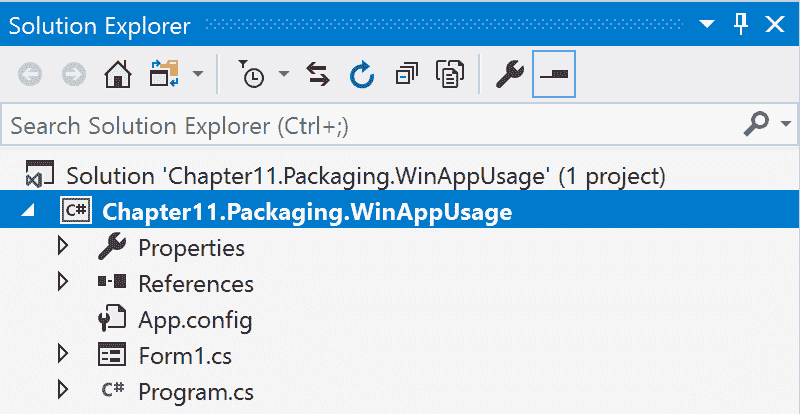 Solution Explorer
Search Solution Explorer (Ctrl+;)
Solution 'Chapter11.Packaging.WinAppUsage' (1 project)
C# Chapter11.Packaging.WinAppUsage
Properties
References
App.config
Form1.cs
C# Program.cs